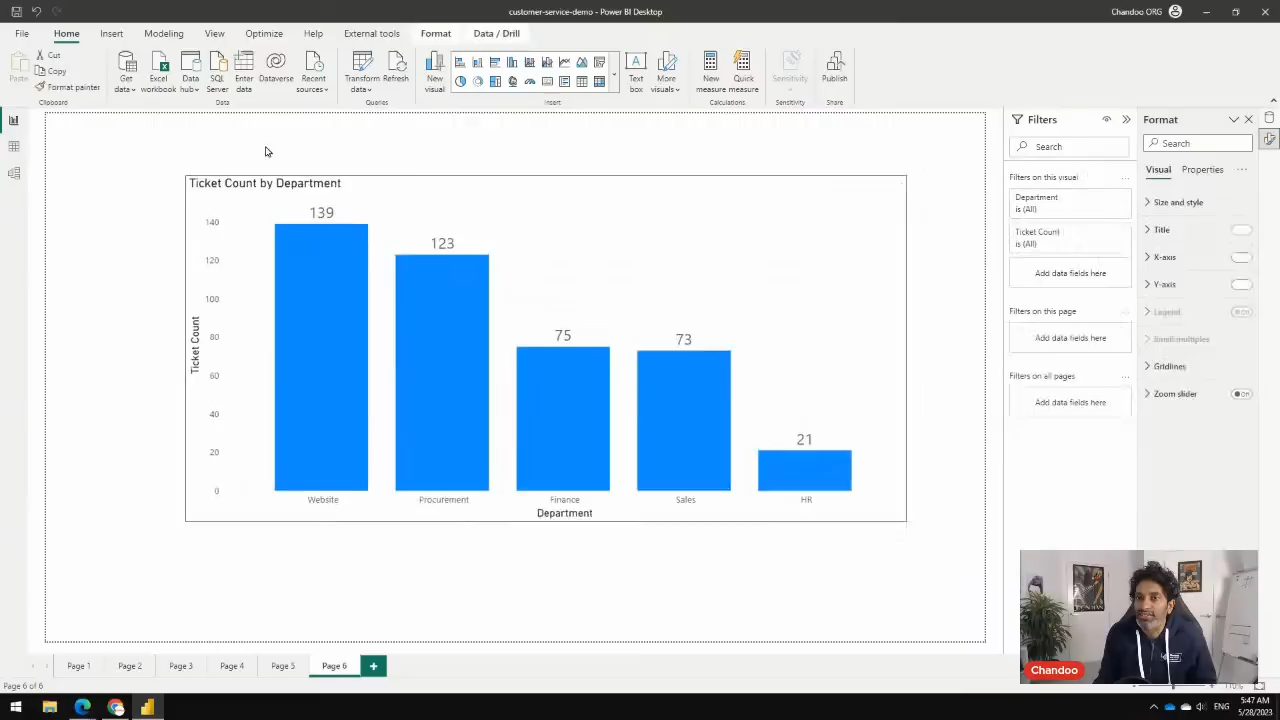 customer-service-demo - Power BI Desktop
Chandoo ORG
File Home Insert Modeling View Optimize Help External tools Format Data / Drill
Paste
Cut
Copy
Format painter
Clipboard
Get data
Excel workbook
Data hub
SQL Server
Enter data
Dataverse
Recent sources
Data
Transform data
Refresh
Queries
New visual
Text box
More visuals
Insert
New measure
Quick measure
Calculations
Sensitivity
Sensitivity
Publish
Share
Ticket Count by Department
139
123
75
73
21
140
120
100
80
60
40
20
0
Ticket Count
Website Procurement Finance Sales HR
Department
Filters
Search
Filters on this visual
Department
is (All)
Ticket Count
is (All)
Add data fields here
Filters on this page
Add data fields here
Filters on all pages
Add data fields here
Format
Search
Visual Properties
Size and style
Title
X-axis
Y-axis
Legend
Off
Small multiples
Gridlines
Zoom slider
Off
Chandoo
Page 1 Page 2 Page 3 Page 4 Page 5 Page 6
Page 6 of 6
110%
ENG
5:47 AM
5/28/2023